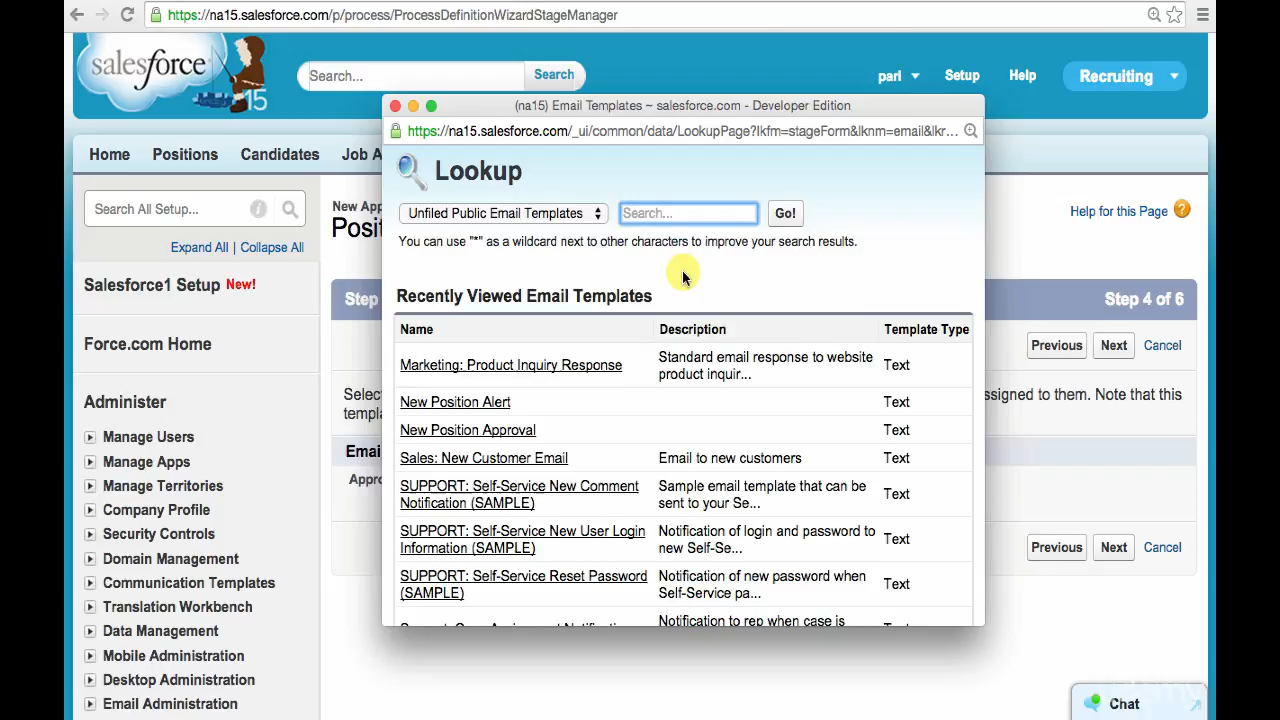 https://na15.salesforce.com/p/process/ProcessDefinitionWizardStageManager
salesforce
15
Search...
Search
parl
Setup
Help
Recruiting
(na15) Email Templates ~ salesforce.com - Developer Edition
https://na15.salesforce.com/_ui/common/data/LookupPage?lkfm=stageForm&lknm=email&lkr...
Home
Positions
Candidates
Job A
Lookup
Search All Setup...
Expand All | Collapse All
Unfiled Public Email Templates
Search...
Go!
You can use "*" as a wildcard next to other characters to improve your search results.
New App
Posit
Help for this Page
Salesforce1 Setup New!
Force.com Home
Administer
Manage Users
Manage Apps
Manage Territories
Company Profile
Security Controls
Domain Management
Communication Templates
Translation Workbench
Data Management
Mobile Administration
Desktop Administration
Email Administration
Step
Step 4 of 6
Previous
Next
Cancel
Selec
ssigned to them. Note that this
templa
Emai
Appro
Previous
Next
Cancel
Recently Viewed Email Templates
Name
Description
Template Type
Marketing: Product Inquiry Response
Standard email response to website
product inquir...
Text
New Position Alert
Text
New Position Approval
Text
Sales: New Customer Email
Email to new customers
Text
SUPPORT: Self-Service New Comment
Notification (SAMPLE)
Sample email template that can be
sent to your Se...
Text
SUPPORT: Self-Service New User Login
Information (SAMPLE)
Notification of login and password to
new Self-Se...
Text
SUPPORT: Self-Service Reset Password
(SAMPLE)
Notification of new password when
Self-Service pa...
Text
Notification to rep when case is
Chat